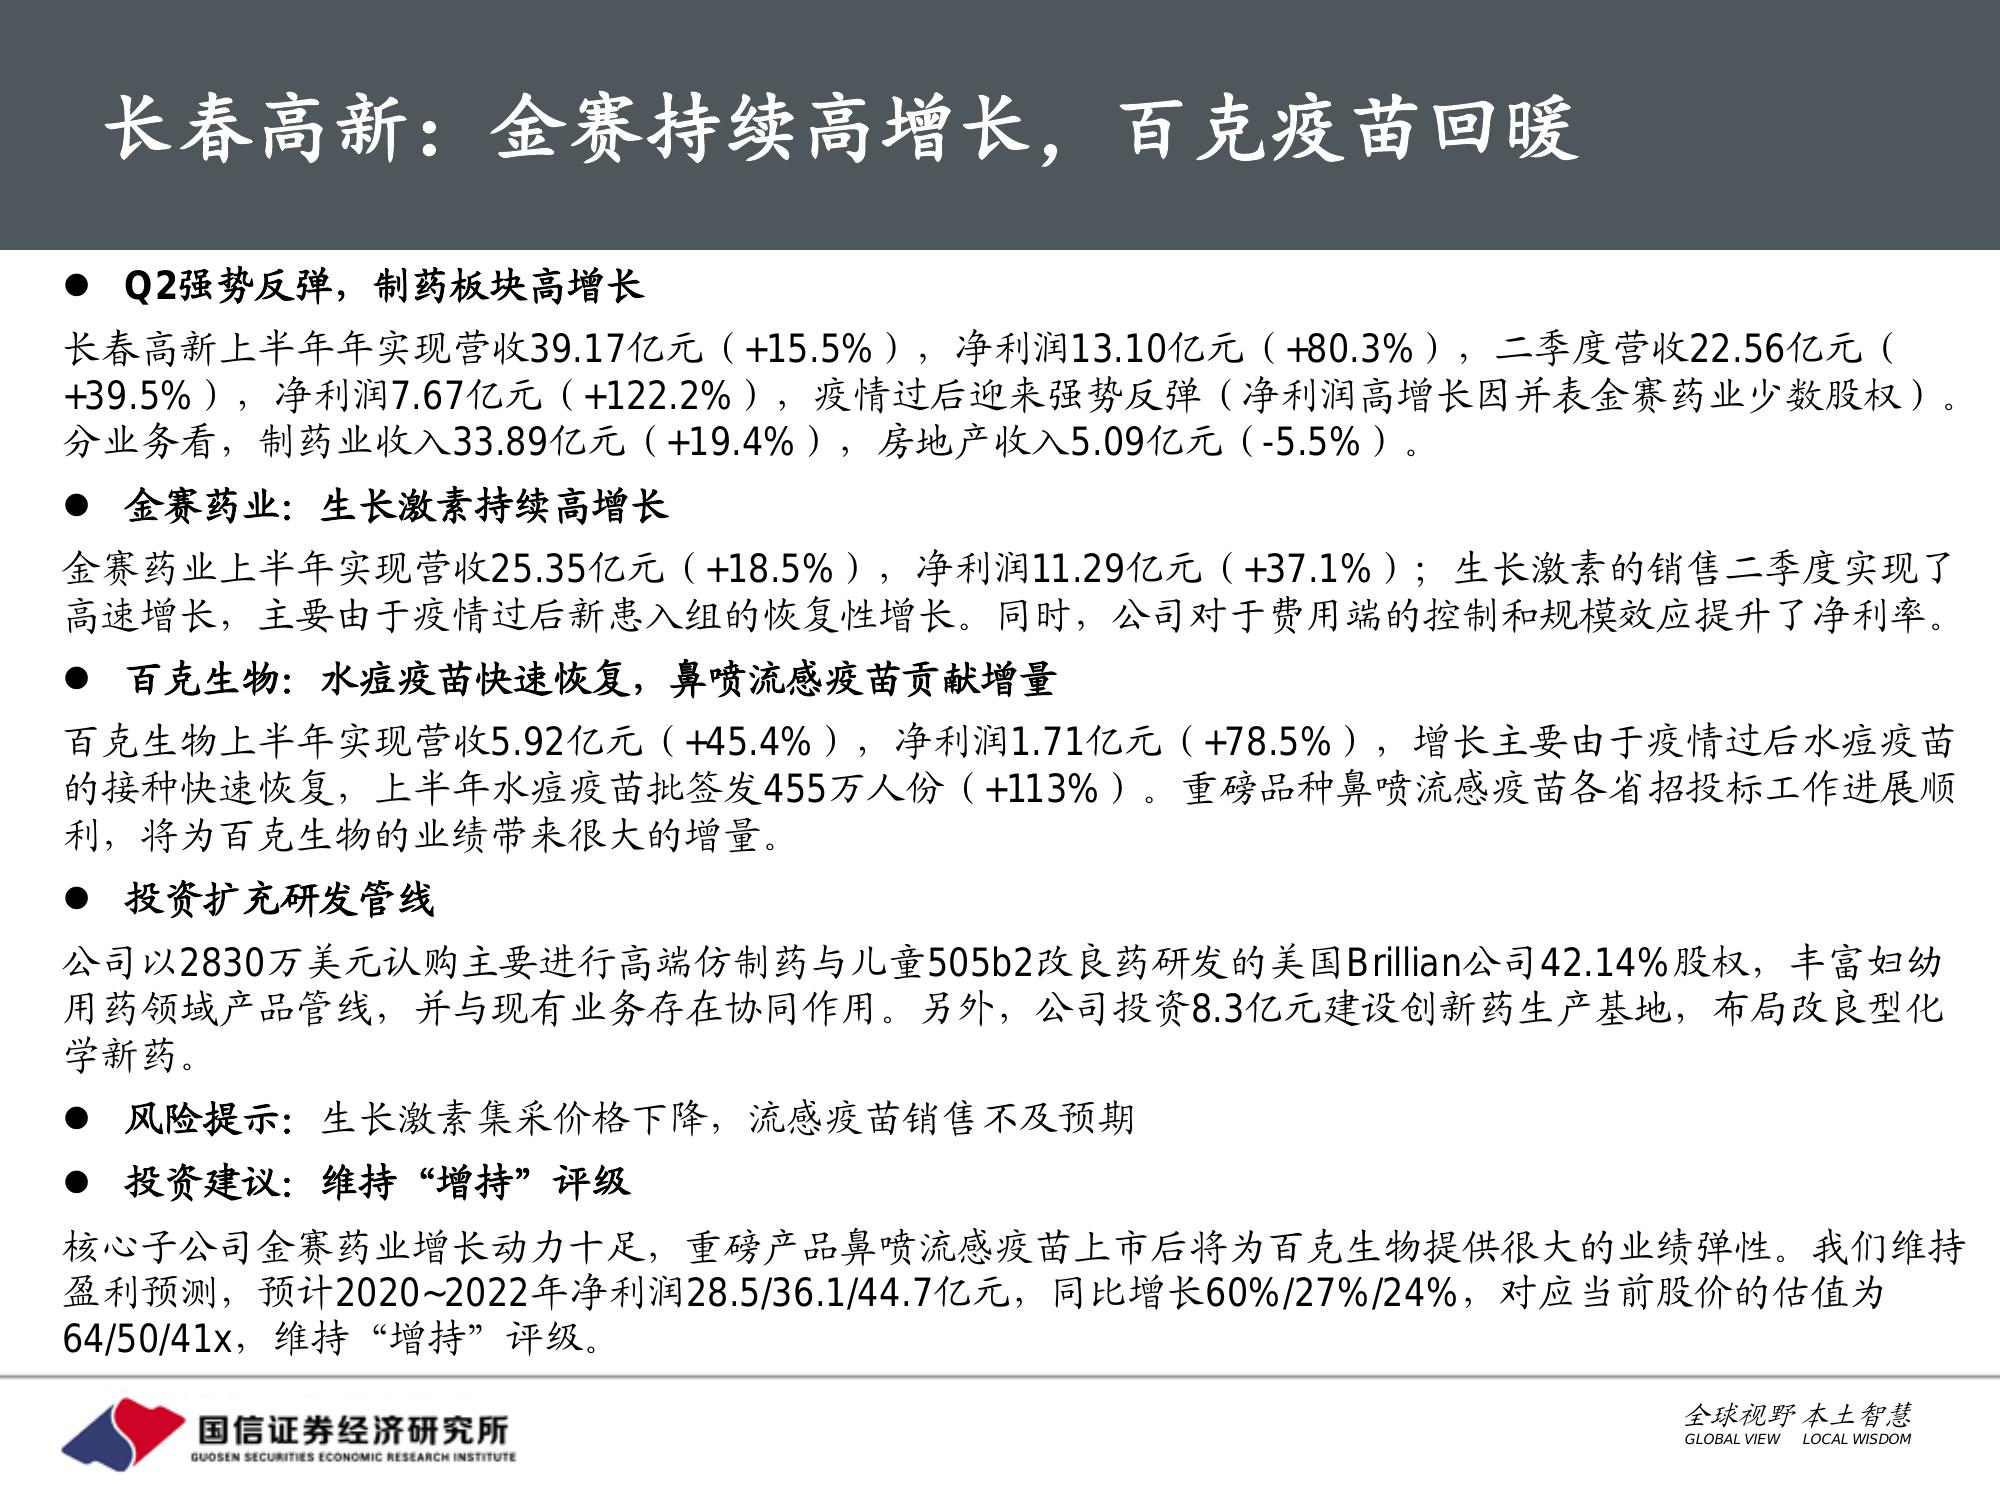 长春高新：金赛持续高增长，百克疫苗回暖
● Q2强势反弹，制药板块高增长
长春高新上半年年实现营收39.17亿元（+15.5%），净利润13.10亿元（+80.3%），二季度营收22.56亿元（
+39.5%），净利润7.67亿元（+122.2%），疫情过后迎来强势反弹（净利润高增长因并表金赛药业少数股权）。
分业务看，制药业收入33.89亿元（+19.4%），房地产收入5.09亿元（-5.5%）。
● 金赛药业：生长激素持续高增长
金赛药业上半年实现营收25.35亿元（+18.5%），净利润11.29亿元（+37.1%）；生长激素的销售二季度实现了
高速增长，主要由于疫情过后新患入组的恢复性增长。同时，公司对于费用端的控制和规模效应提升了净利率。
● 百克生物：水痘疫苗快速恢复，鼻喷流感疫苗贡献增量
百克生物上半年实现营收5.92亿元（+45.4%），净利润1.71亿元（+78.5%），增长主要由于疫情过后水痘疫苗
的接种快速恢复，上半年水痘疫苗批签发455万人份（+113%）。重磅品种鼻喷流感疫苗各省招投标工作进展顺
利，将为百克生物的业绩带来很大的增量。
● 投资扩充研发管线
公司以2830万美元认购主要进行高端仿制药与儿童505b2改良药研发的美国Brillian公司42.14%股权，丰富妇幼
用药领域产品管线，并与现有业务存在协同作用。另外，公司投资8.3亿元建设创新药生产基地，布局改良型化
学新药。
● 风险提示：生长激素集采价格下降，流感疫苗销售不及预期
● 投资建议：维持“增持”评级
核心子公司金赛药业增长动力十足，重磅产品鼻喷流感疫苗上市后将为百克生物提供很大的业绩弹性。我们维持
盈利预测，预计2020~2022年净利润28.5/36.1/44.7亿元，同比增长60%/27%/24%，对应当前股价的估值为
64/50/41x，维持“增持”评级。
国信证券经济研究所
GUOSEN SECURITIES ECONOMIC RESEARCH INSTITUTE
全球视野 本土智慧
GLOBAL VIEW LOCAL WISDOM